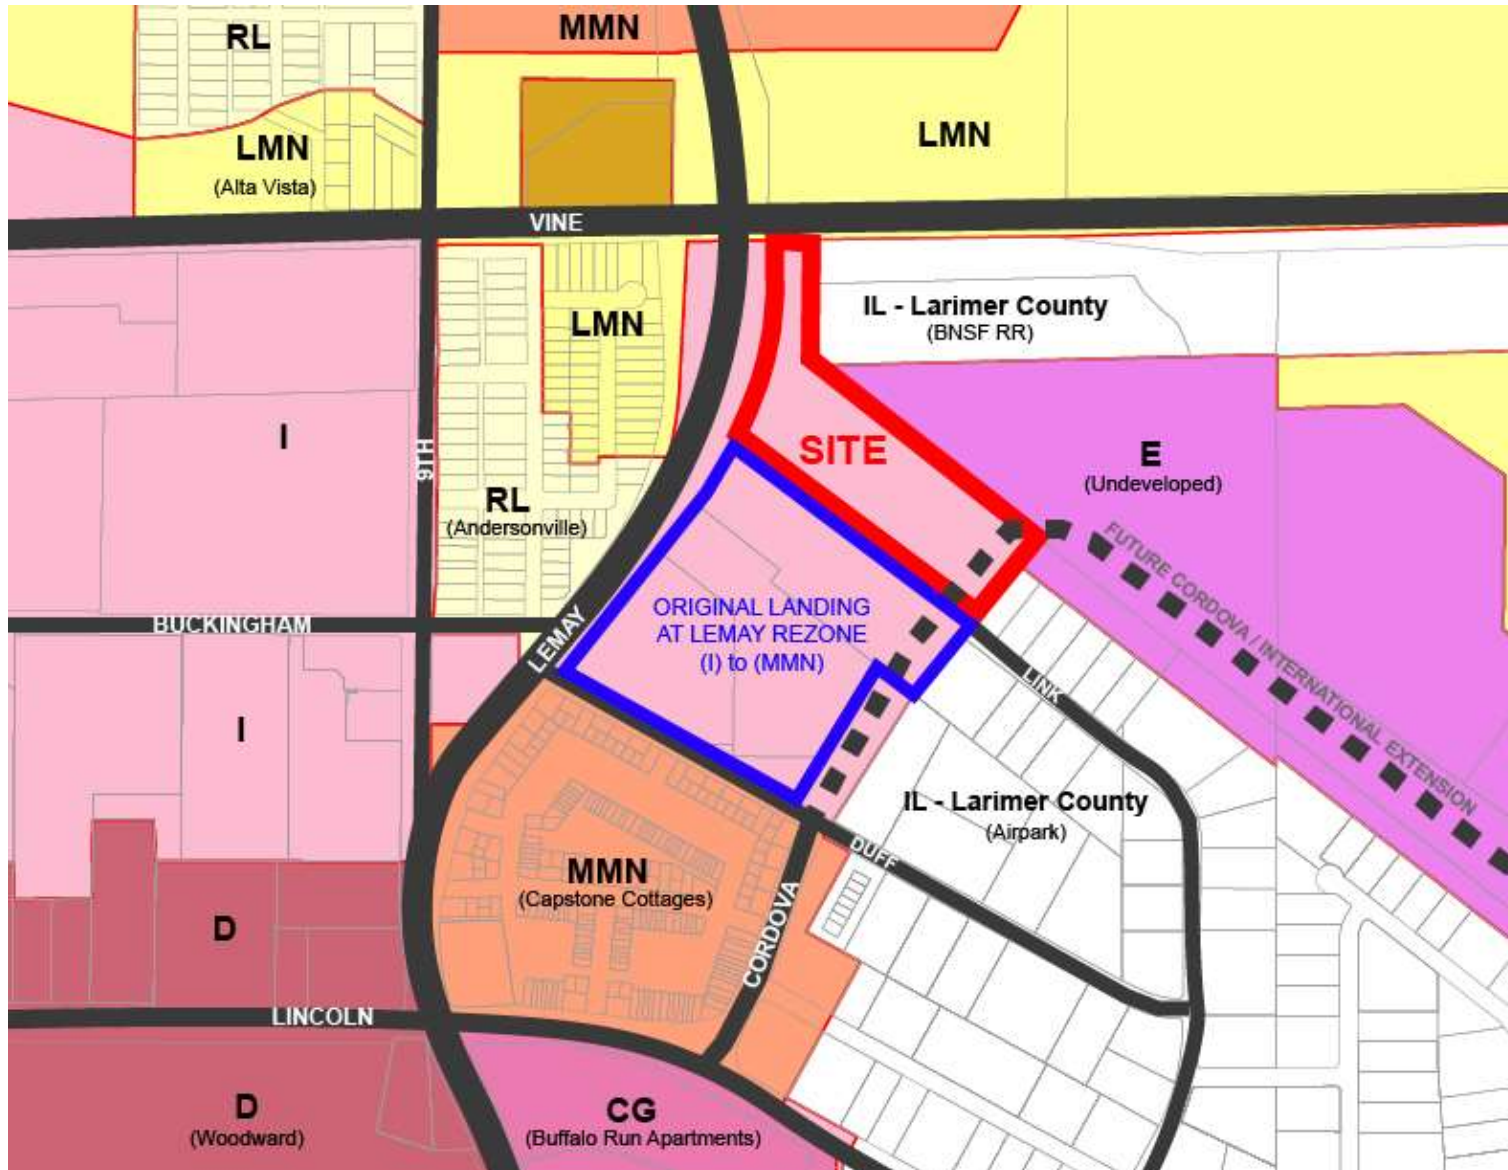 RL
MMN
LMN
(Alta Vista)
LMN
VINE
IL - Larimer County
(BNSF RR)
LMN
I
9TH
SITE
E
(Undeveloped)
RL
(Andersonville)
FUTURE CORDOVA / INTERNATIONAL EXTENSION
ORIGINAL LANDING
AT LEMAY REZONE
(I) to (MMN)
BUCKINGHAM
LEMAY
LINK
I
IL - Larimer County
(Airpark)
DUFF
MMN
(Capstone Cottages)
CORDOVA
D
LINCOLN
D
(Woodward)
CG
(Buffalo Run Apartments)